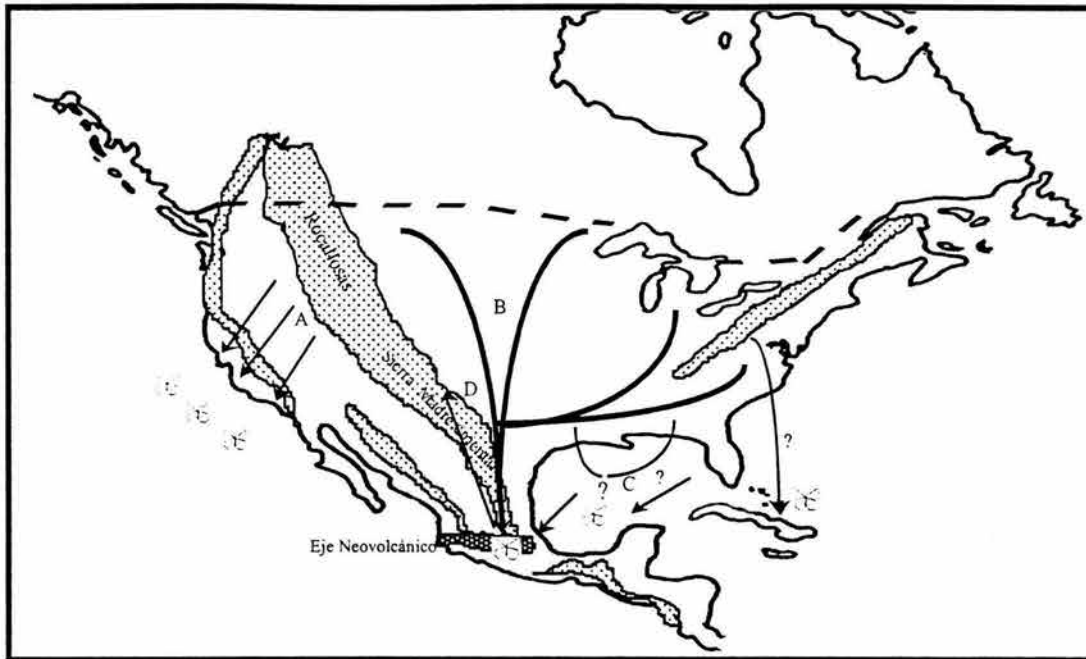 Rocallosas
B
A
D
Sierra Madre Oriental
?
? C ?
Eje Neovolcánico